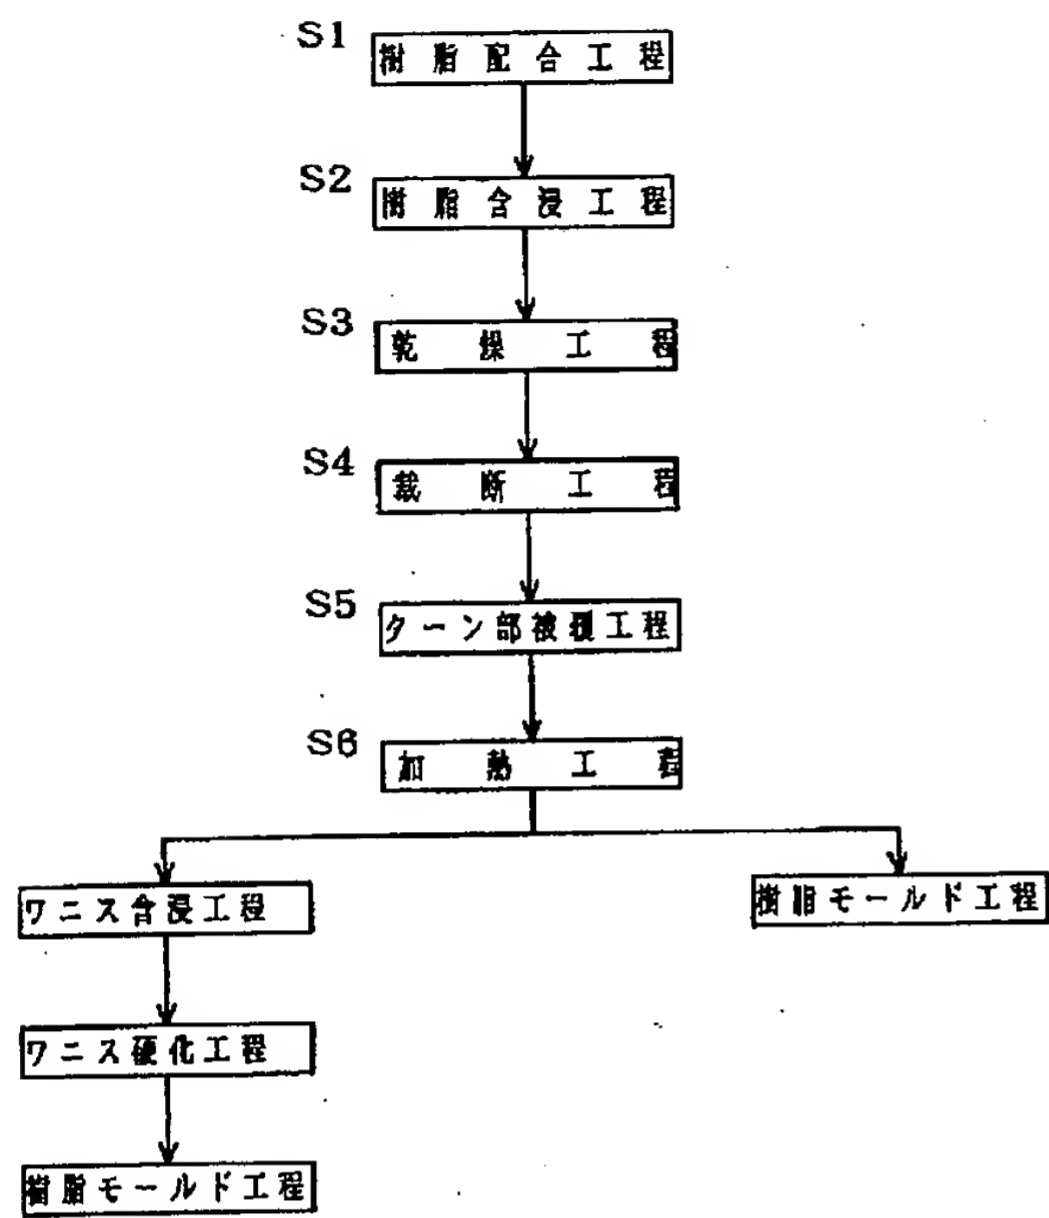 S1
樹脂配合工程
S2
樹脂含浸工程
S3
乾燥工程
S4
裁断工程
S5
ターン部被覆工程
S6
加熱工程
ワニス含浸工程
樹脂モールド工程
ワニス硬化工程
樹脂モールド工程